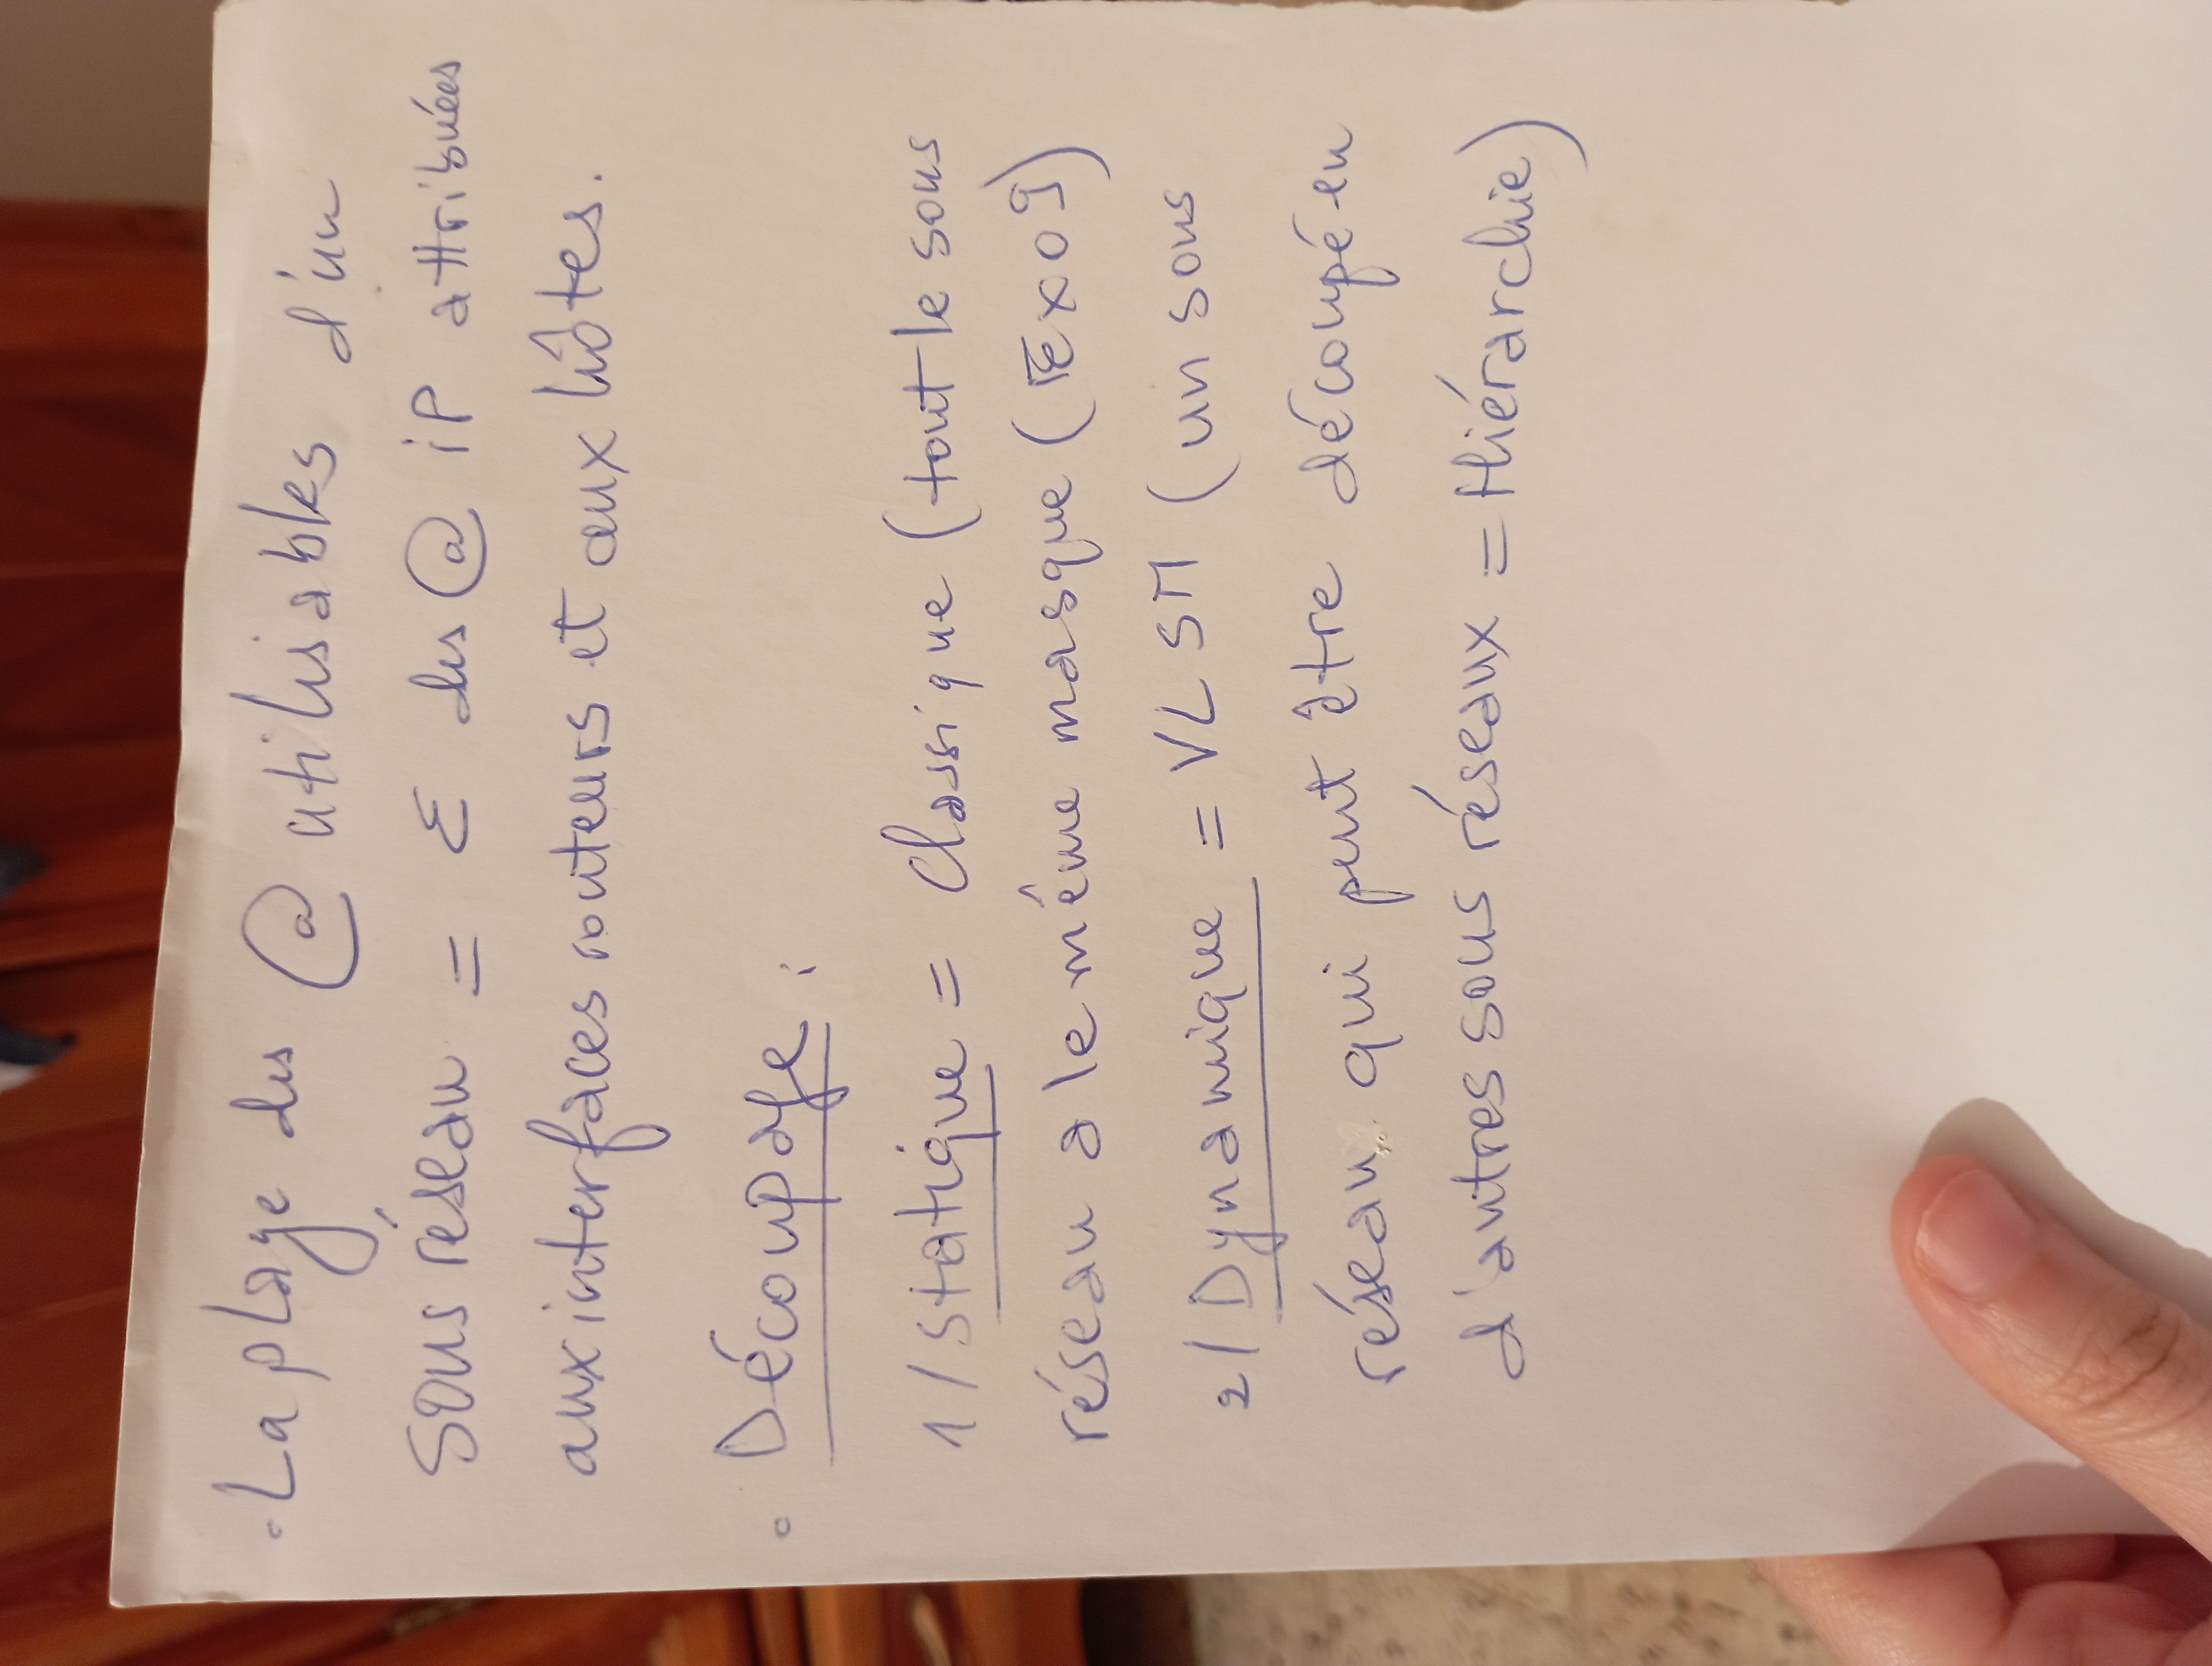 • La plage des @ utilisables d'un
sous réseau = Ɛ des @ iP attribuées
aux interfaces routeurs et aux hôtes.
• Découpage :
1/ Statique = Classique (tout le sous
réseau a le même masque (Exo 9)
2/ Dynamique = VLSM (un sous
réseau qui peut être découpé en
d'autres sous réseaux = Hiérarchie)